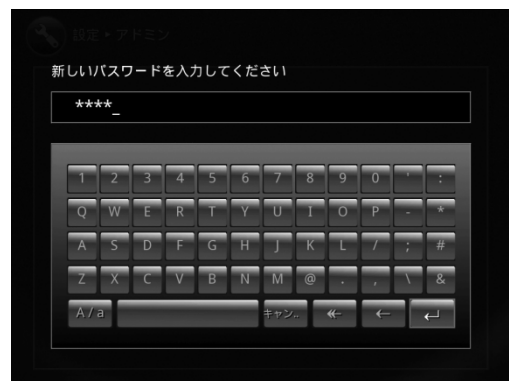 設定・アドミン
新しいパスワードを入力してください
****_
1 2 3 4 5 6 7 8 9 0 ' :
Q W E R T Y U I O P - *
A S D F G H J K L / ; #
Z X C V B N M @ . , \ &
A/a キャン..